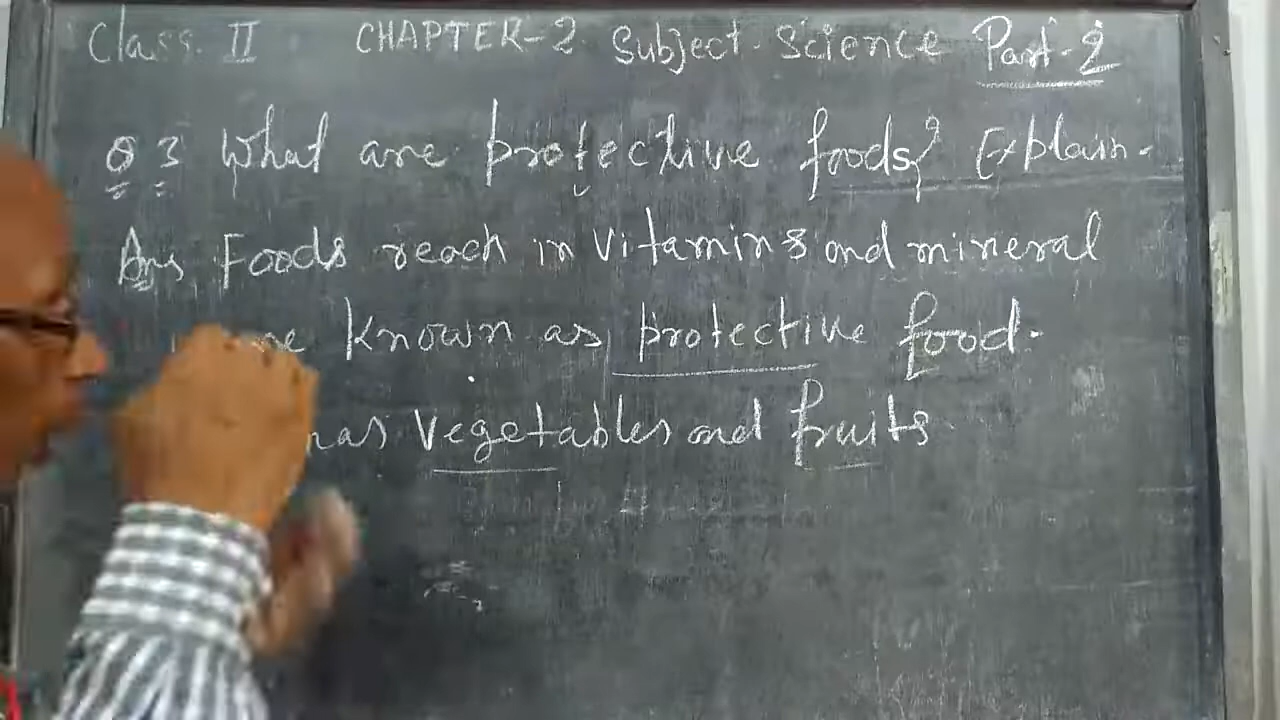 Class. II CHAPTER-2. Subject. Science Part-2
Q 3 What are protective foods? Explain.
Ans Foods reach in Vitamins and mineral
known as protective food.
as Vegetables and fruits